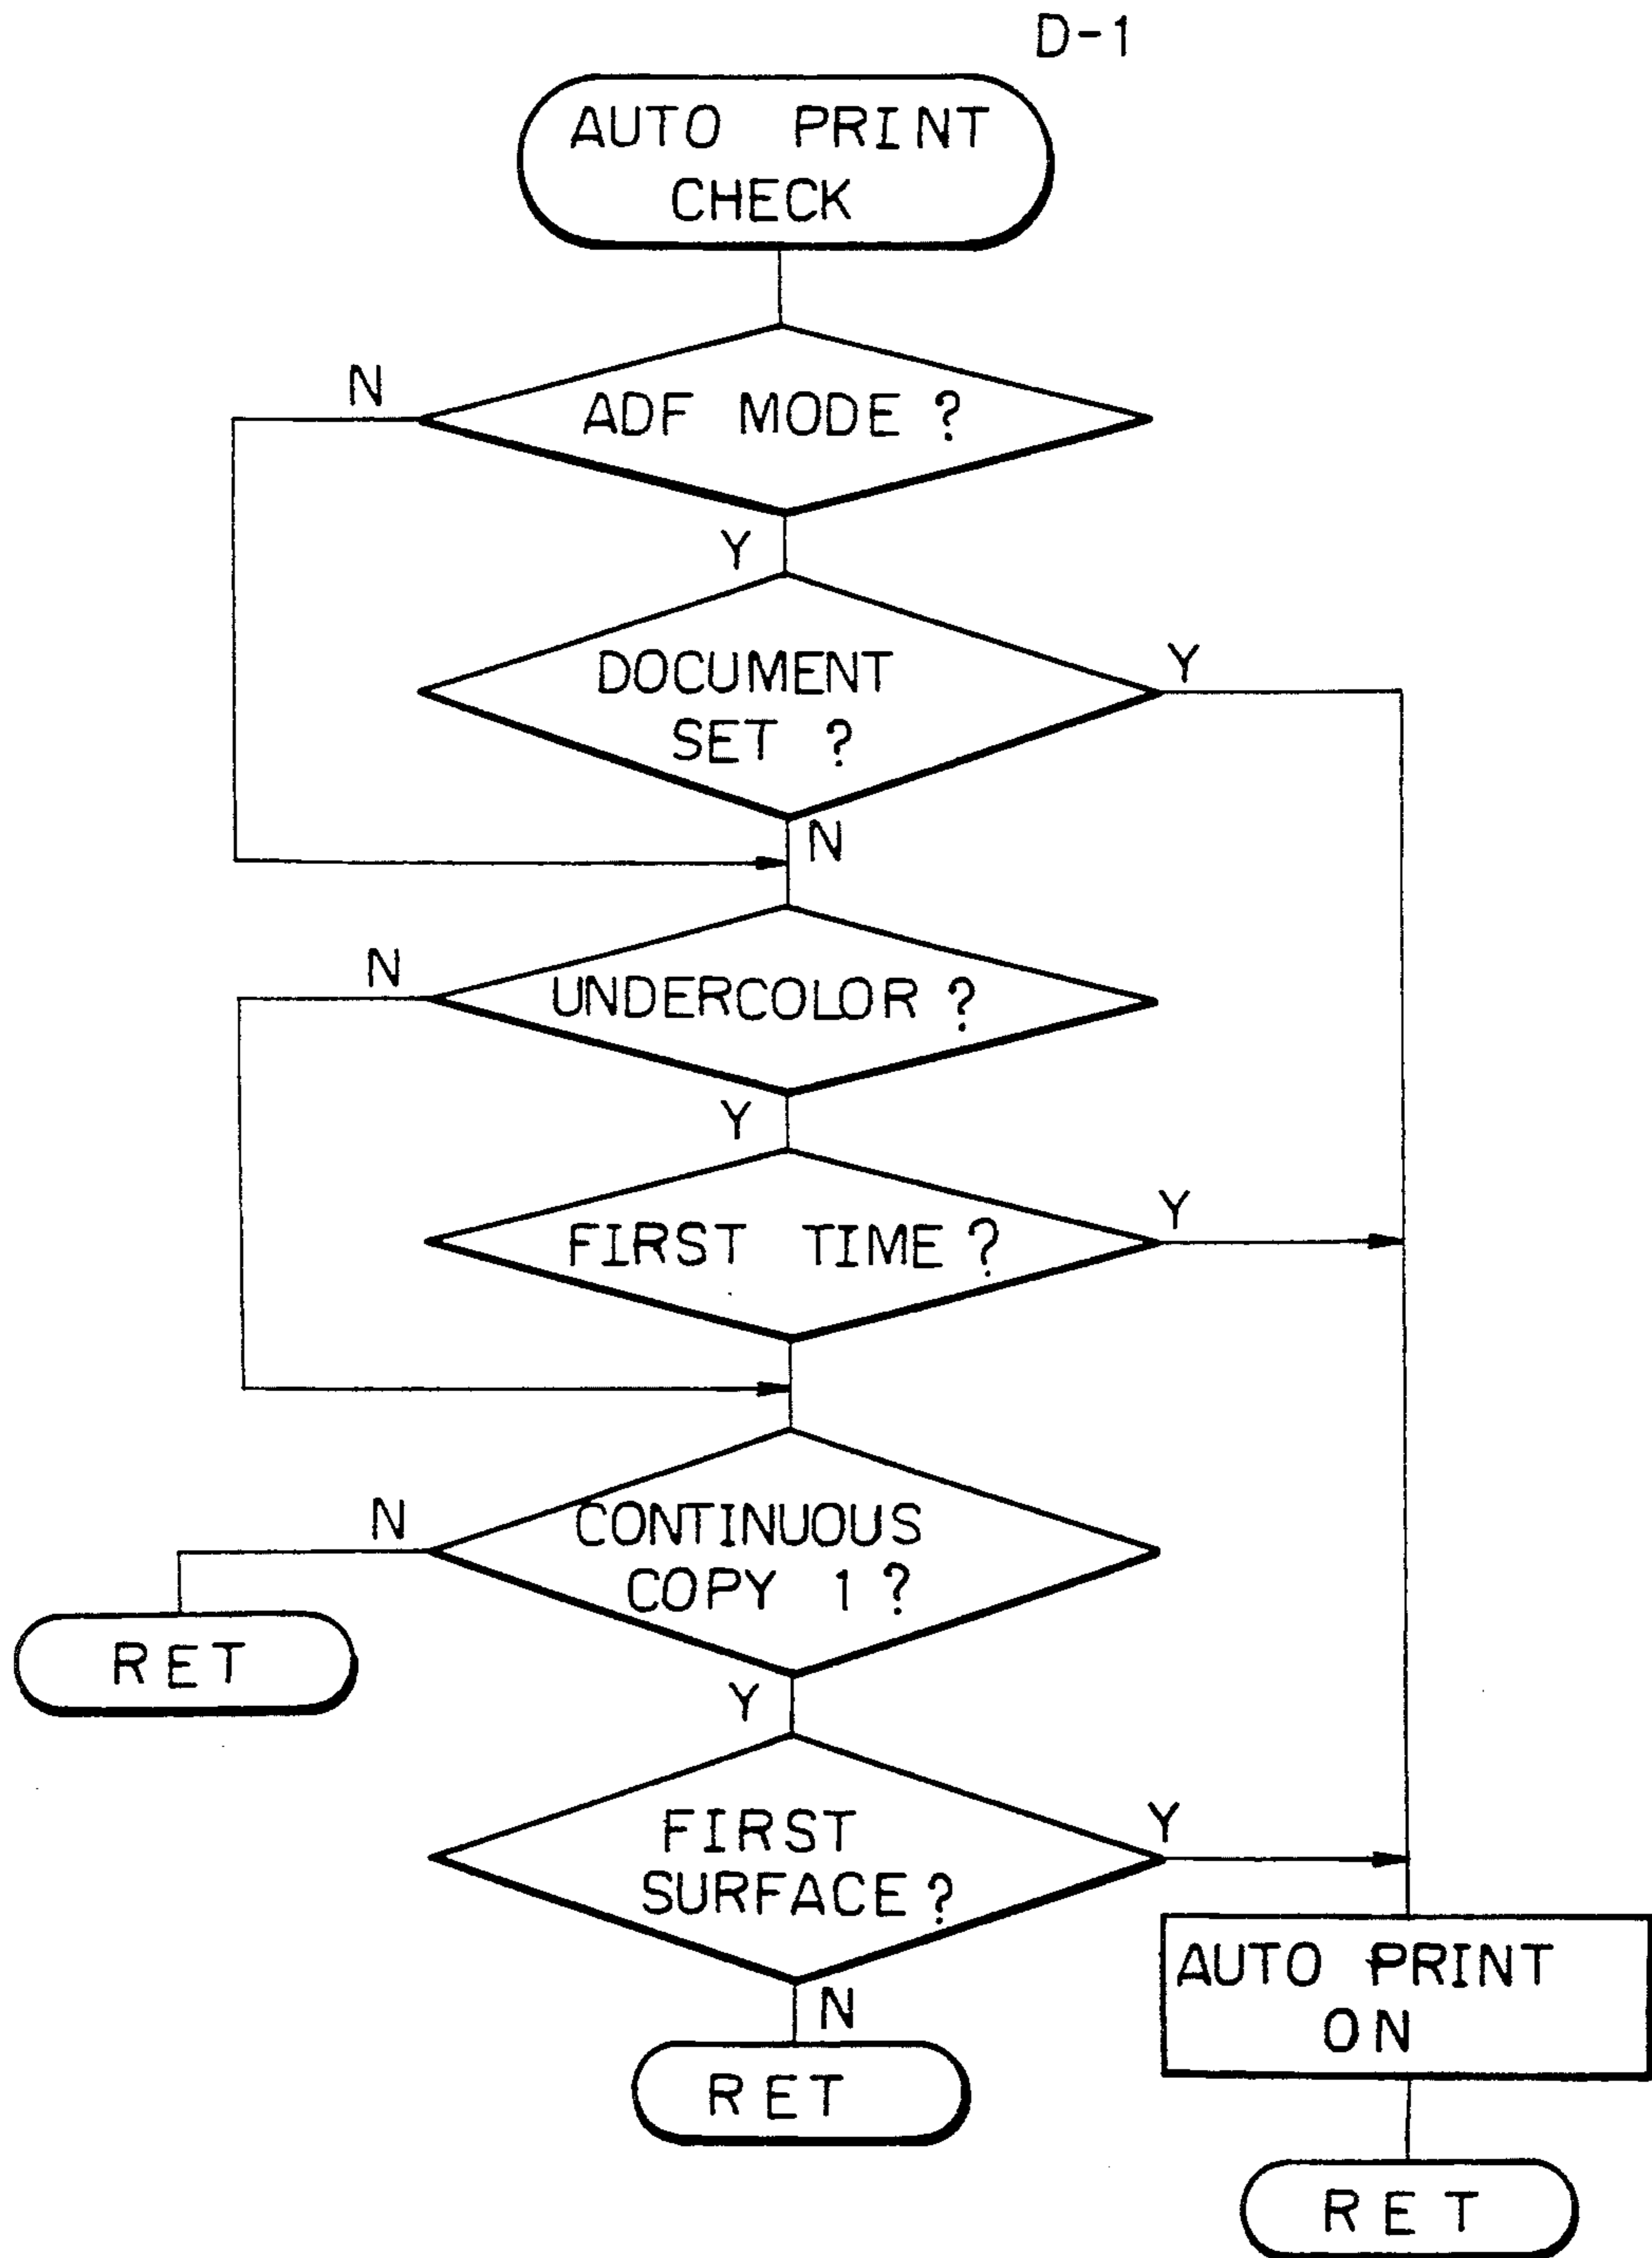 D-1
AUTO PRINT
CHECK
N
ADF MODE ?
Y
DOCUMENT
SET ?
Y
N
N
UNDERCOLOR ?
Y
FIRST TIME ?
Y
N
CONTINUOUS
COPY 1 ?
RET
Y
FIRST
SURFACE ?
Y
N
AUTO PRINT
ON
RET
RET